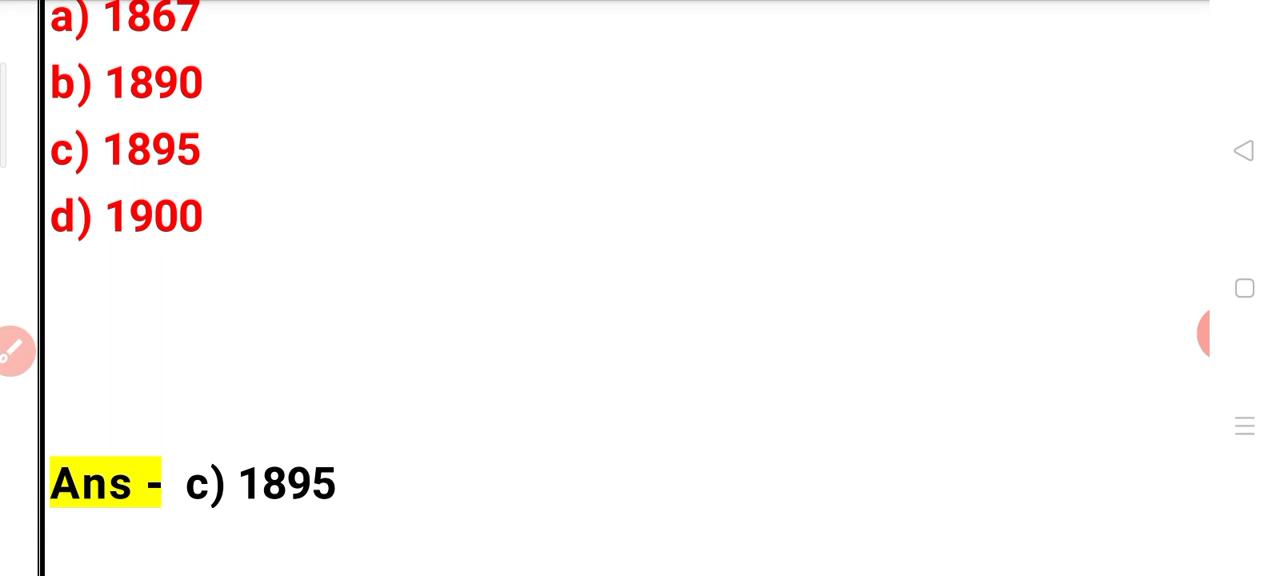 a) 1867
b) 1890
c) 1895
d) 1900
Ans - c) 1895